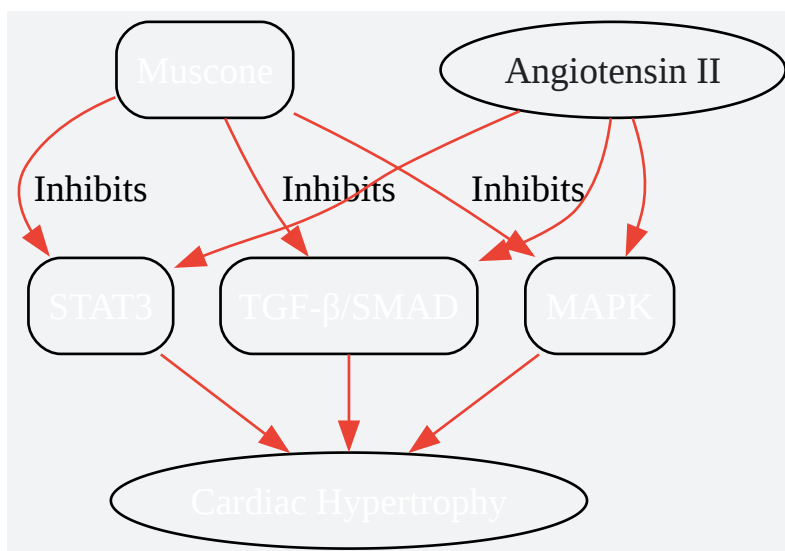 Muscone
Angiotensin II
Inhibits
Inhibits
Inhibits
STAT3
TGF-β/SMAD
MAPK
Cardiac Hypertrophy